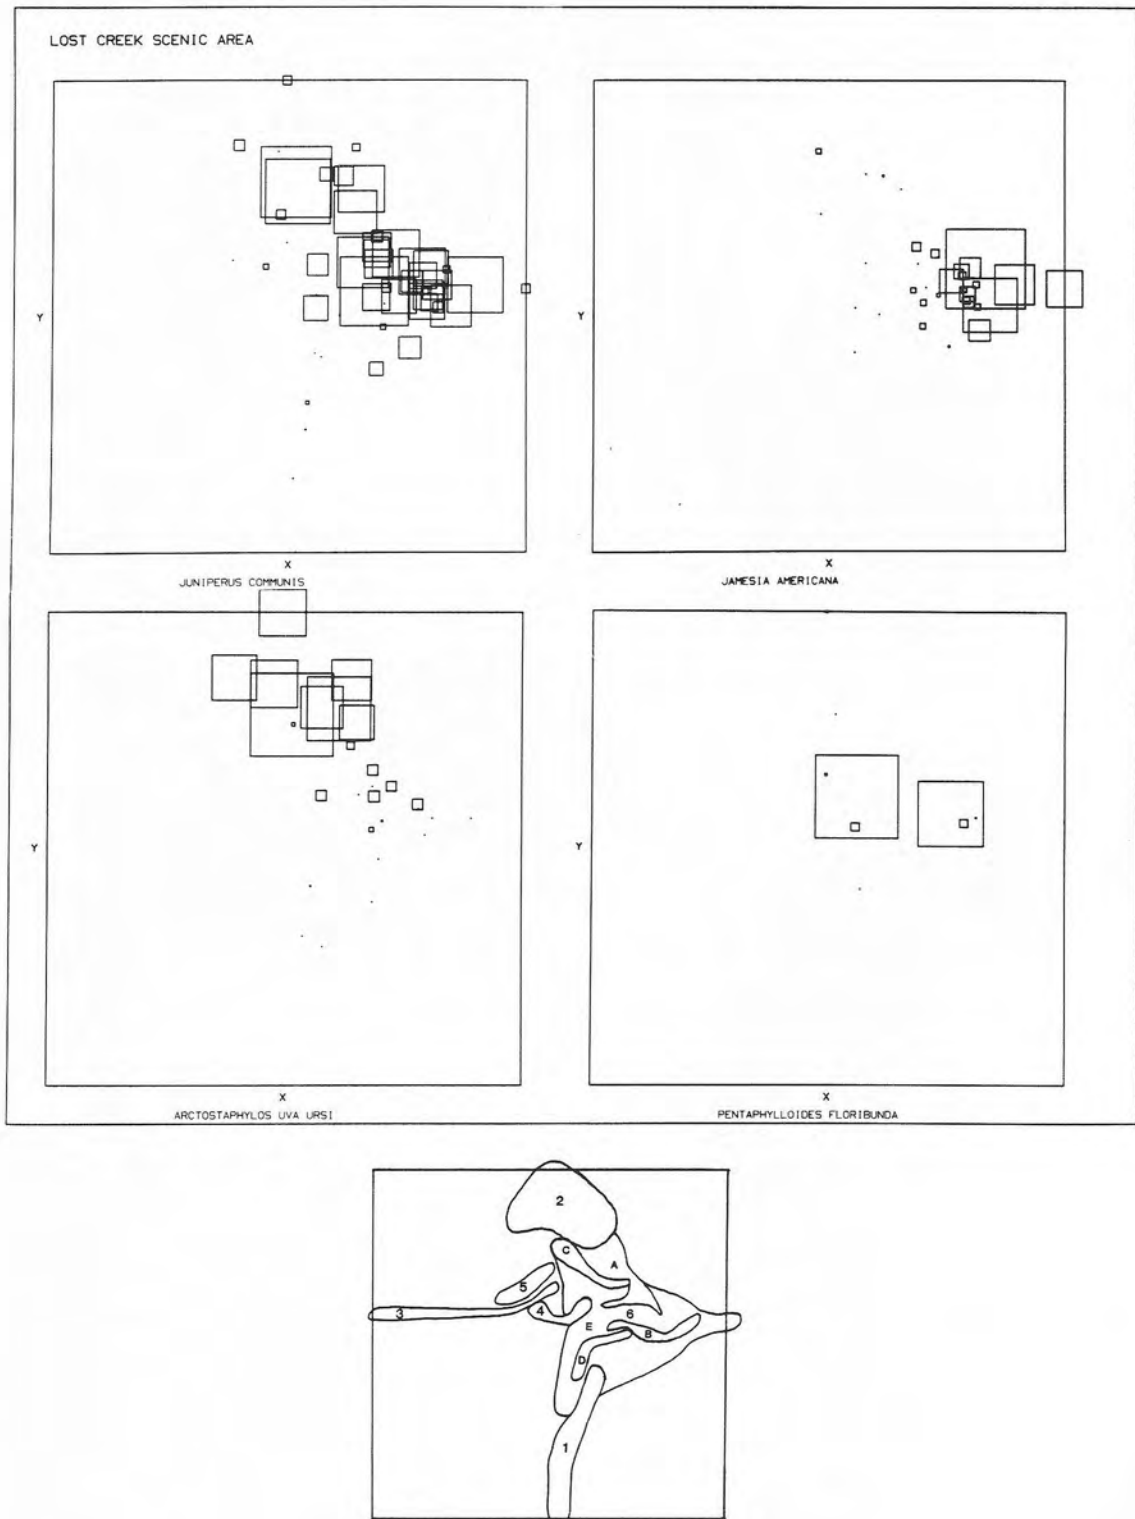 LOST CREEK SCENIC AREA
Y
X
JUNIPERUS COMMUNIS
Y
X
JAMESIA AMERICANA
Y
X
ARCTOSTAPHYLOS UVA URSI
Y
X
PENTAPHYLLOIDES FLORIBUNDA
2
C
A
5
3
4
6
E
B
D
1